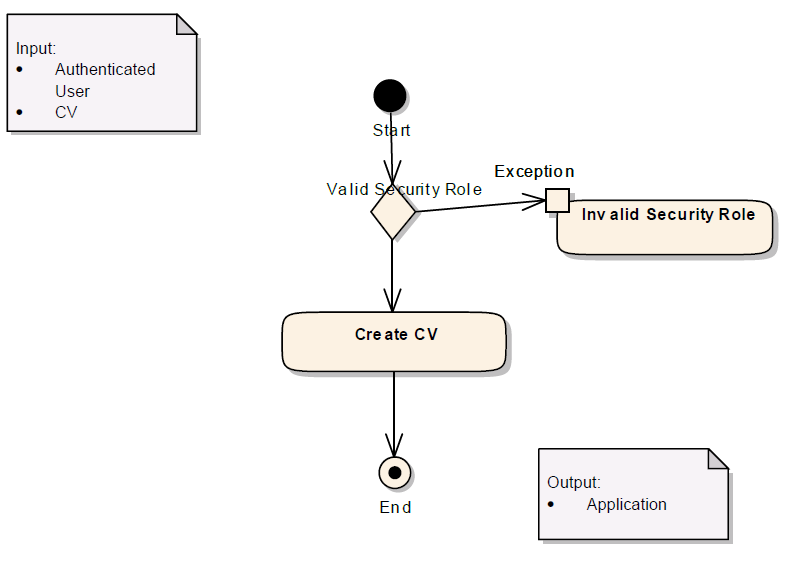 Input:
• Authenticated
User
• CV
Start
Exception
Valid Security Role
Invalid Security Role
Create CV
Output:
• Application
End